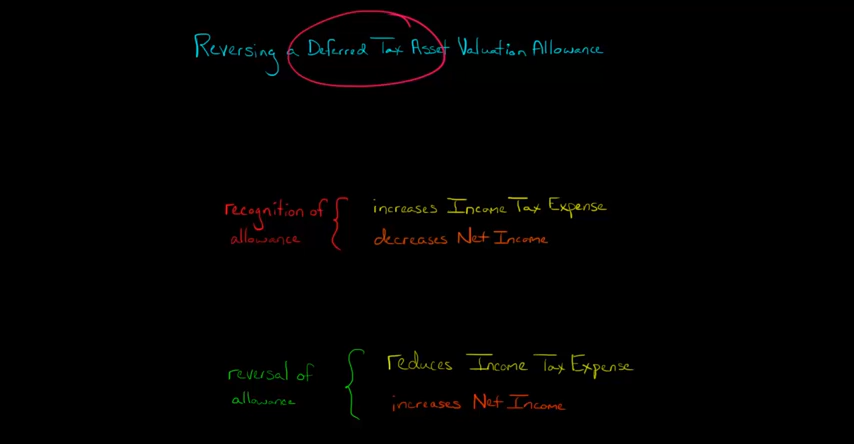 Reversing a Deferred Tax Asset Valuation Allowance
recognition of
allowance
increases Income Tax Expense
decreases Net Income
reversal of
allowance
reduces Income Tax Expense
increases Net Income